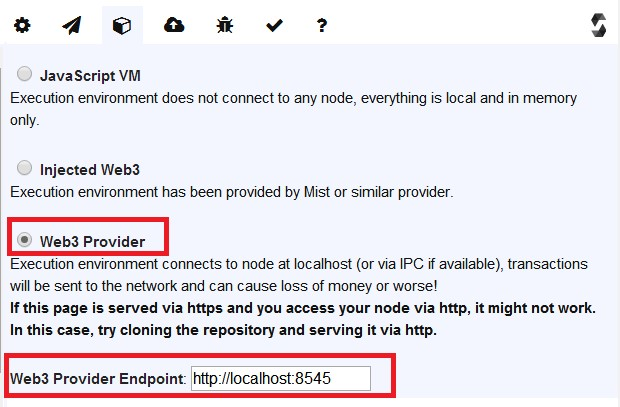 ?
JavaScript VM
Execution environment does not connect to any node, everything is local and in memory
only.
Injected Web3
Execution environment has been provided by Mist or similar provider.
Web3 Provider
Execution environment connects to node at localhost (or via IPC if available), transactions
will be sent to the network and can cause loss of money or worse!
If this page is served via https and you access your node via http, it might not work.
In this case, try cloning the repository and serving it via http.
Web3 Provider Endpoint: http://localhost:8545